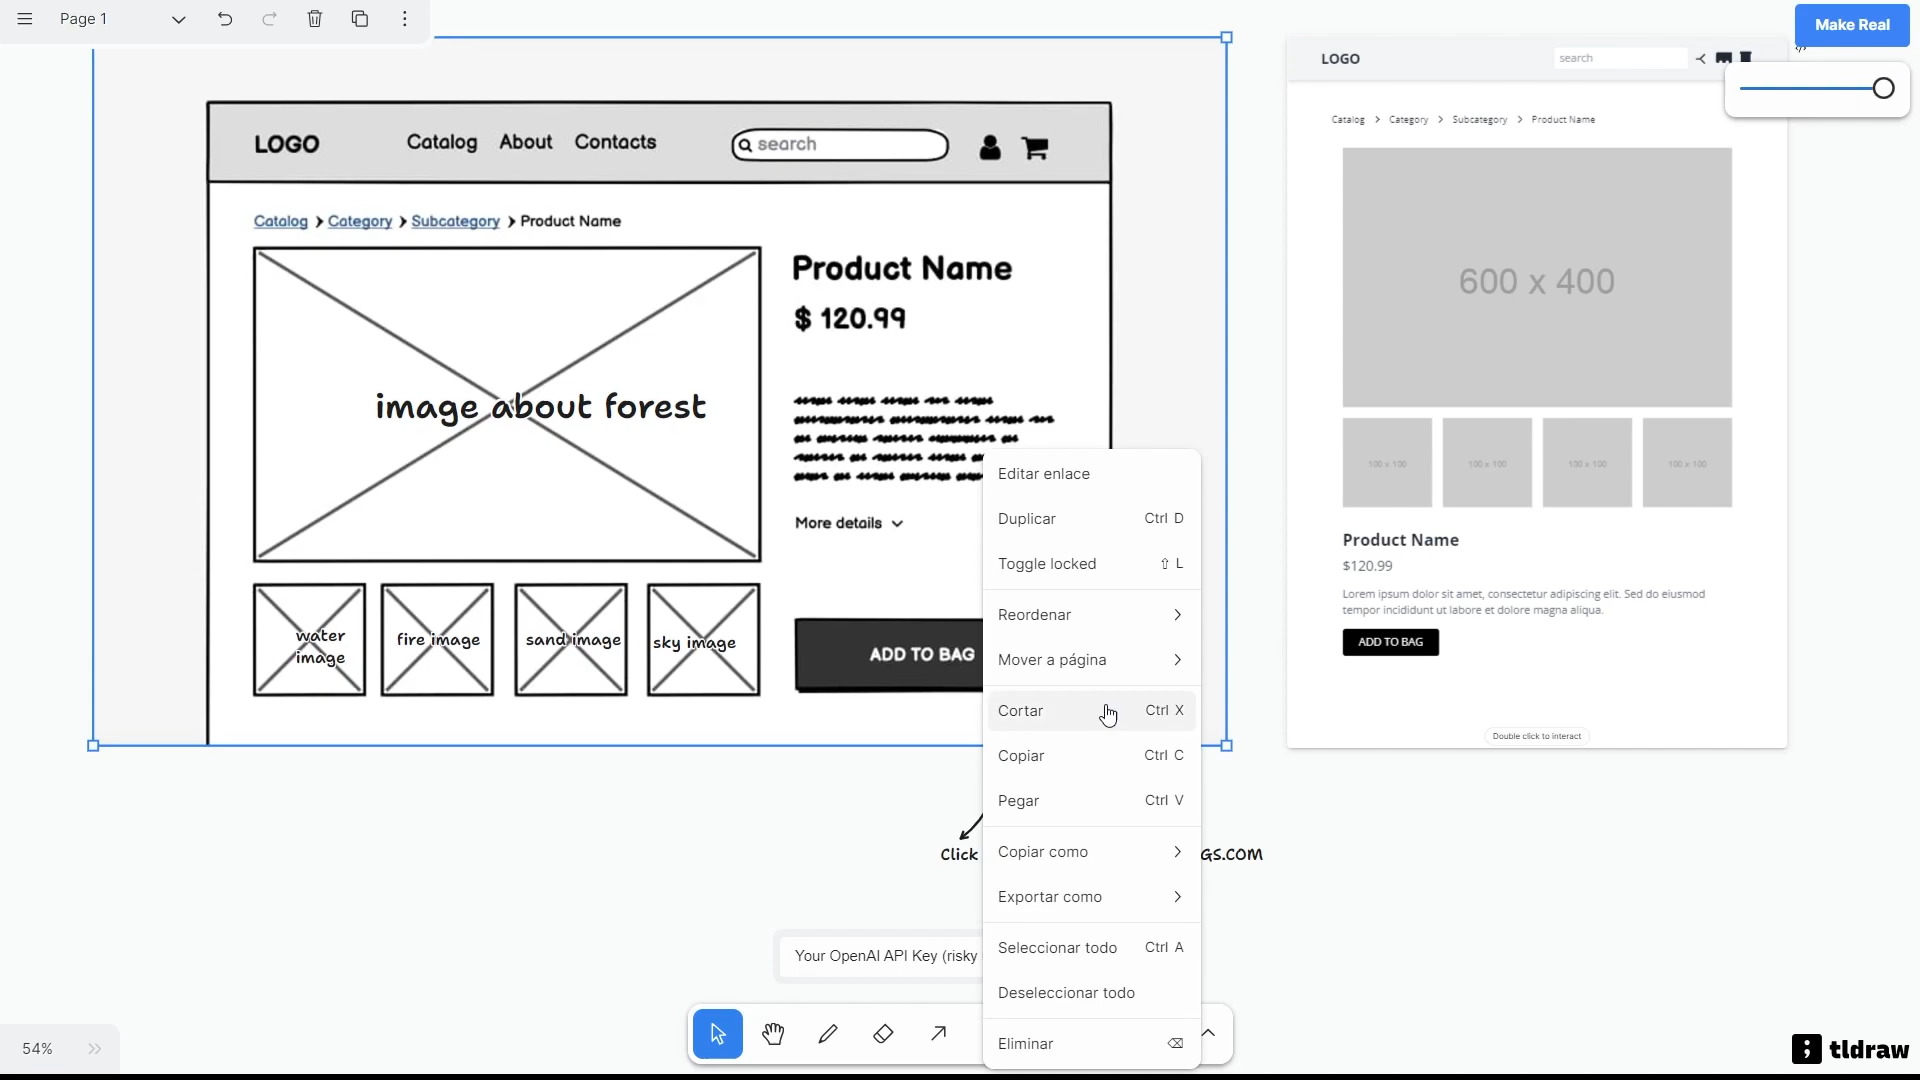 Page 1
Make Real
LOGO
Catalog About Contacts
search
Catalog Category Subcategory Product Name
image about forest
Product Name
$ 120.99
More details
water
image
fire image
sand image
sky image
ADD TO BAG
Editar enlace
Duplicar Ctrl D
Toggle locked ⇧ L
Reordenar
Mover a página
Cortar Ctrl X
Copiar Ctrl C
Pegar Ctrl V
Copiar como
Exportar como
Seleccionar todo Ctrl A
Deseleccionar todo
Eliminar
Click
GS.COM
Your OpenAI API Key (risky
54%
LOGO
search
Catalog Category Subcategory Product Name
600 x 400
100 x 100
100 x 100
100 x 100
100 x 100
Product Name
$120.99
Lorem ipsum dolor sit amet, consectetur adipiscing elit. Sed do eiusmod
tempor incididunt ut labore et dolore magna aliqua.
ADD TO BAG
Double click to interact
tldraw